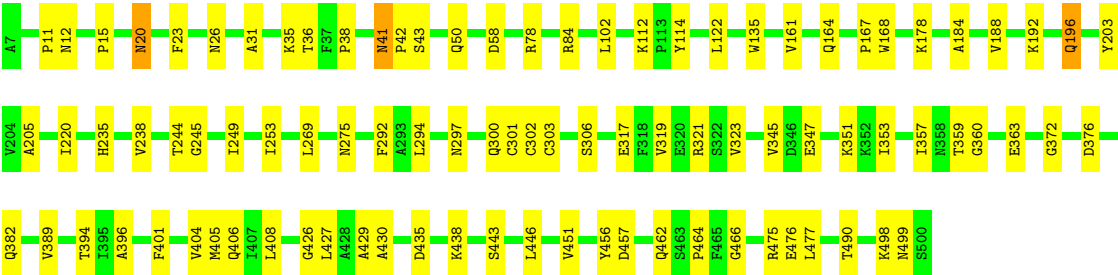 A7 P11 N12 P15 N20 F23 N26 A31 K35 T36 F37 P38 N41 P42 S43 Q50 D58 R78 R84 L102 K112 P113 Y114 L122 W135 V161 Q164 P167 W168 K178 A184 V188 K192 Q196 Y203
V204 A205 I220 H235 V238 T244 G245 I249 I253 L269 N275 F292 A293 L294 N297 Q300 C301 C302 C303 S306 E317 F318 V319 E320 R321 S322 V323 V345 D346 E347 K351 K352 I353 I357 N358 T359 G360 E363 G372 D376
Q382 V389 T394 I395 A396 F401 V404 M405 Q406 I407 L408 G426 L427 A428 A429 A430 D435 K438 S443 L446 V451 Y456 D457 Q462 S463 P464 F465 G466 R475 E476 L477 T490 K498 N499 S500